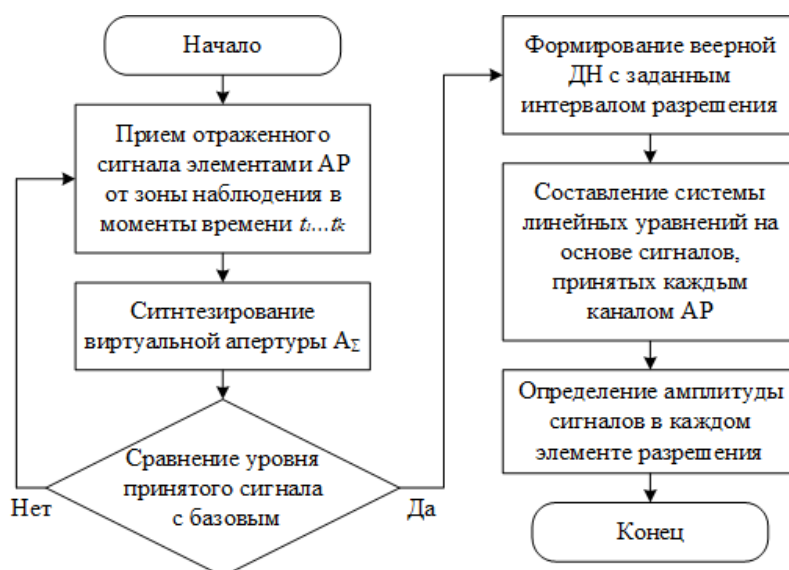 Начало
Прием отраженного
сигнала элементами АР
от зоны наблюдения в
моменты времени t₁...tₖ
Ситнтезирование
виртуальной апертуры A_Σ
Сравнение уровня
принятого сигнала
с базовым
Нет
Да
Формирование веерной
ДН с заданным
интервалом разрешения
Составление системы
линейных уравнений на
основе сигналов,
принятых каждым
каналом АР
Определение амплитуды
сигналов в каждом
элементе разрешения
Конец